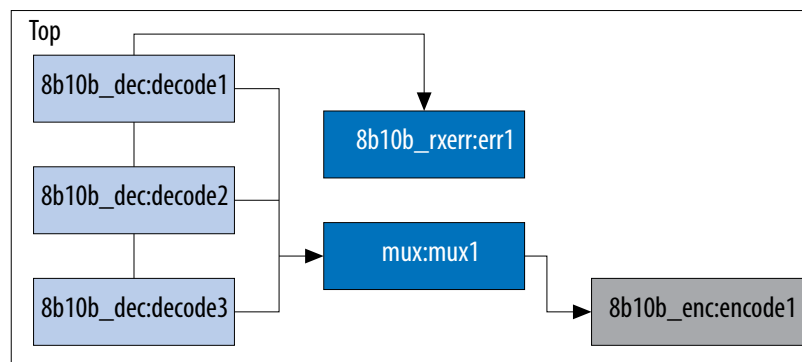 Top
8b10b_dec:decode1
8b10b_rxerr:err1
8b10b_dec:decode2
mux:mux1
8b10b_dec:decode3
8b10b_enc:encode1